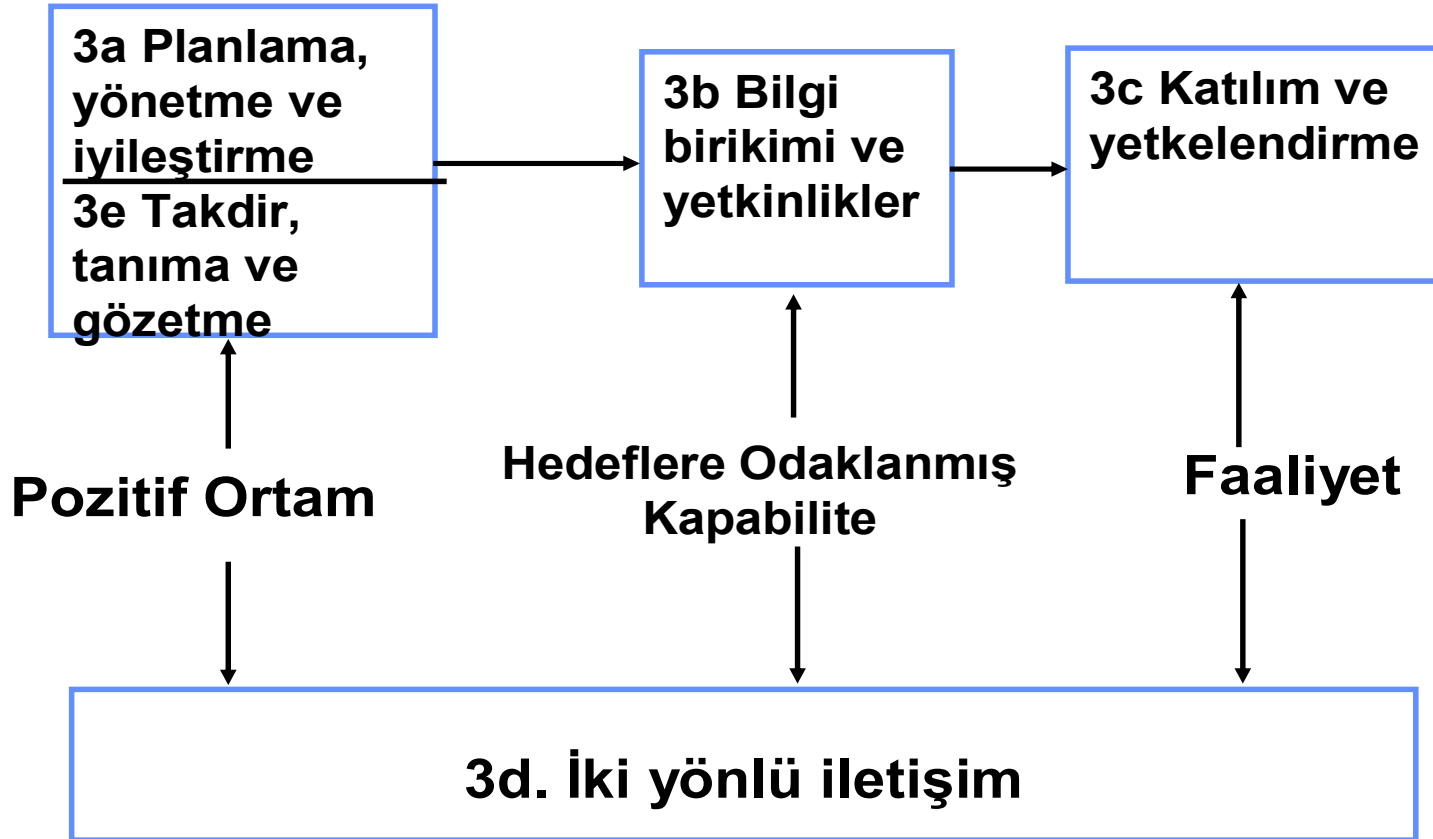 3a Planlama,
yönetme ve
iyileştirme
3e Takdir,
tanıma ve
gözetme
3b Bilgi
birikimi ve
yetkinlikler
3c Katılım ve
yetkelendirme
Pozitif Ortam
Hedeflere Odaklanmış
Kapabilite
Faaliyet
3d. İki yönlü iletişim